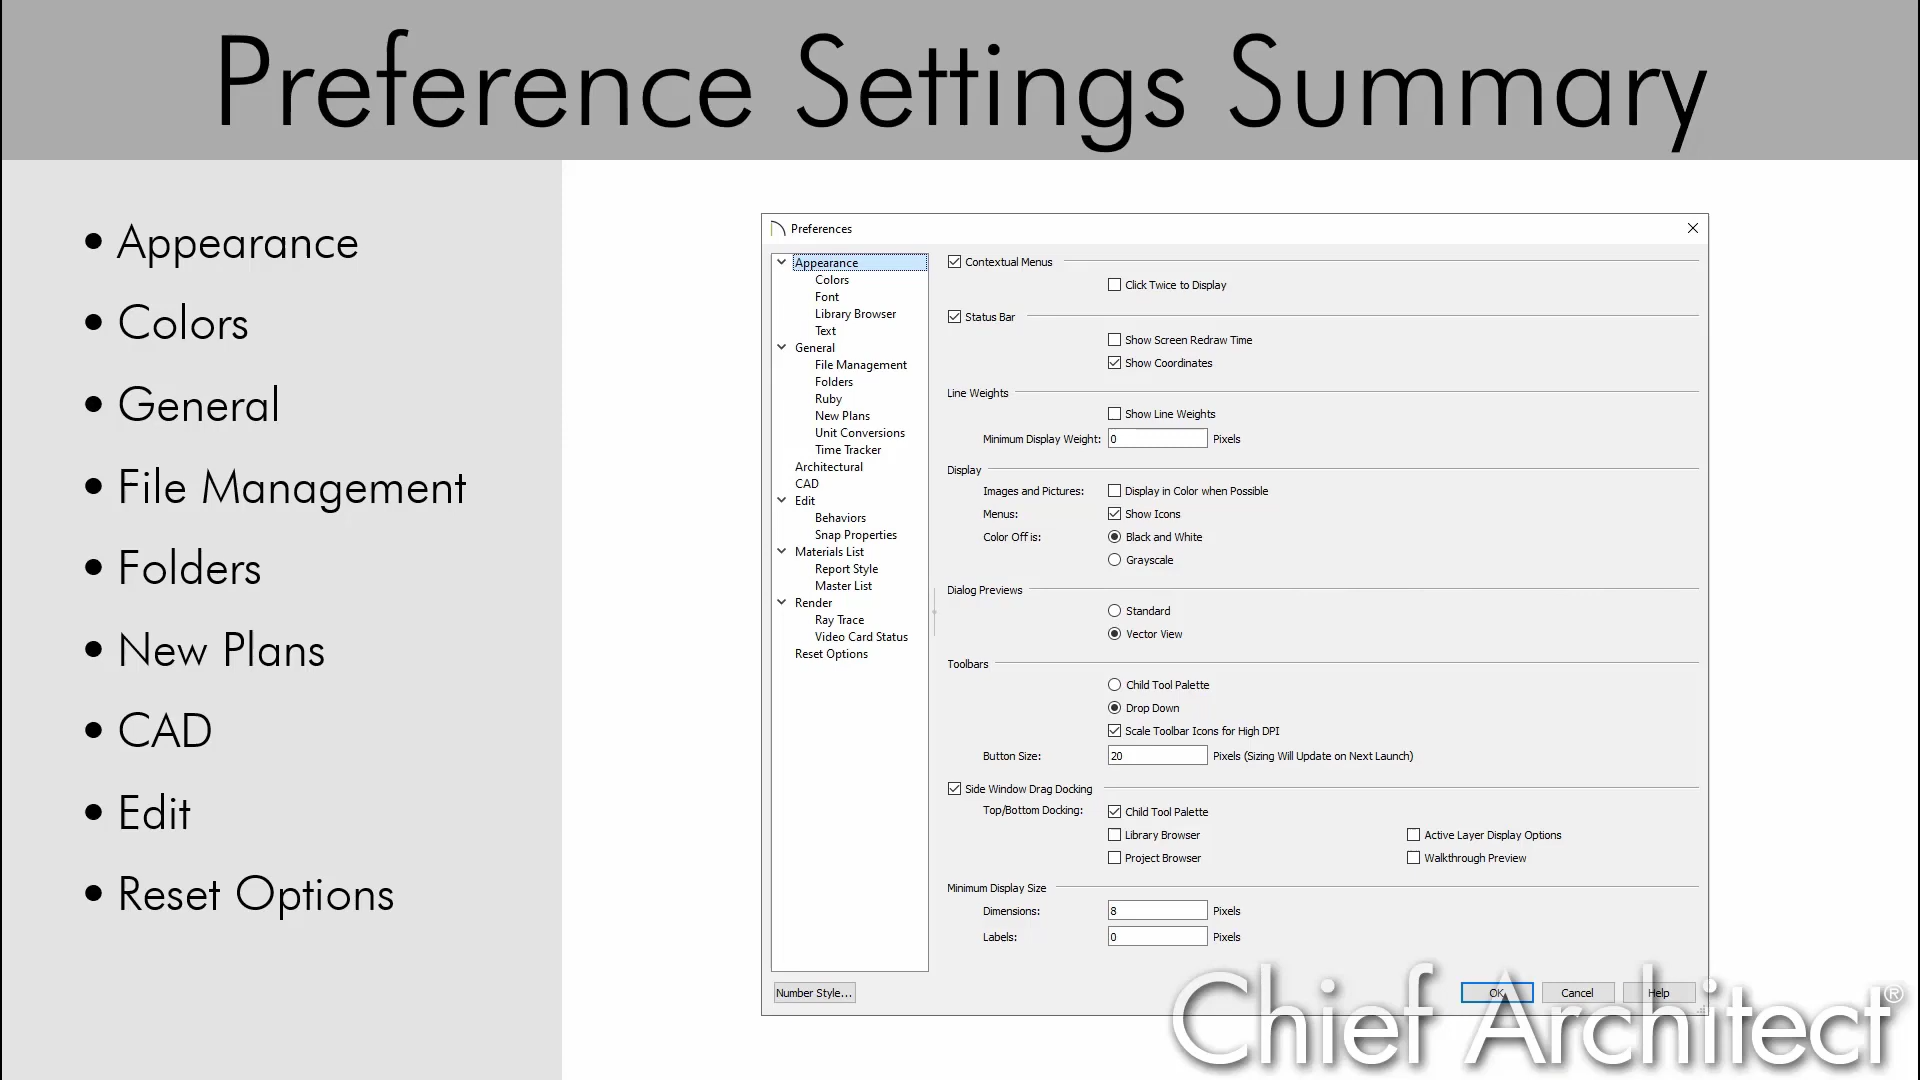 Preference Settings Summary
• Appearance
• Colors
• General
• File Management
• Folders
• New Plans
• CAD
• Edit
• Reset Options
Preferences
Appearance
Colors
Font
Library Browser
Text
General
File Management
Folders
Ruby
New Plans
Unit Conversions
Time Tracker
Architectural
CAD
Edit
Behaviors
Snap Properties
Materials List
Report Style
Master List
Render
Ray Trace
Video Card Status
Reset Options
Contextual Menus
Click Twice to Display
Status Bar
Show Screen Redraw Time
Show Coordinates
Line Weights
Show Line Weights
Minimum Display Weight: 0 Pixels
Display
Images and Pictures: Display in Color when Possible
Menus: Show Icons
Color Off is: Black and White
Grayscale
Dialog Previews
Standard
Vector View
Toolbars
Child Tool Palette
Drop Down
Scale Toolbar Icons for High DPI
Button Size: 20 Pixels (Sizing Will Update on Next Launch)
Side Window Drag Docking
Top/Bottom Docking: Child Tool Palette
Library Browser Active Layer Display Options
Project Browser Walkthrough Preview
Minimum Display Size
Dimensions: 8 Pixels
Labels: 0 Pixels
Number Style... OK Cancel Help
Chief Architect®